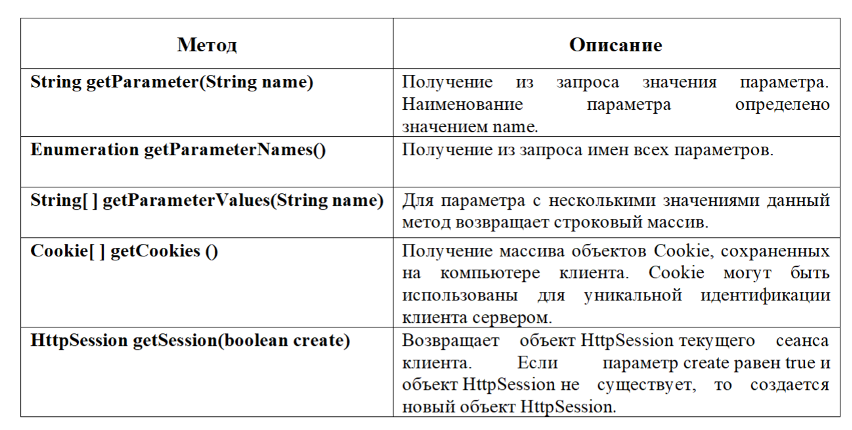 Метод
Описание
String getParameter(String name)
Получение из запроса значения параметра.
Наименование параметра определено
значением name.
Enumeration getParameterNames()
Получение из запроса имен всех параметров.
String[ ] getParameterValues(String name)
Для параметра с несколькими значениями данный
метод возвращает строковый массив.
Cookie[ ] getCookies ()
Получение массива объектов Cookie, сохраненных
на компьютере клиента. Cookie могут быть
использованы для уникальной идентификации
клиента сервером.
HttpSession getSession(boolean create)
Возвращает объект HttpSession текущего сеанса
клиента. Если параметр create равен true и
объект HttpSession не существует, то создается
новый объект HttpSession.